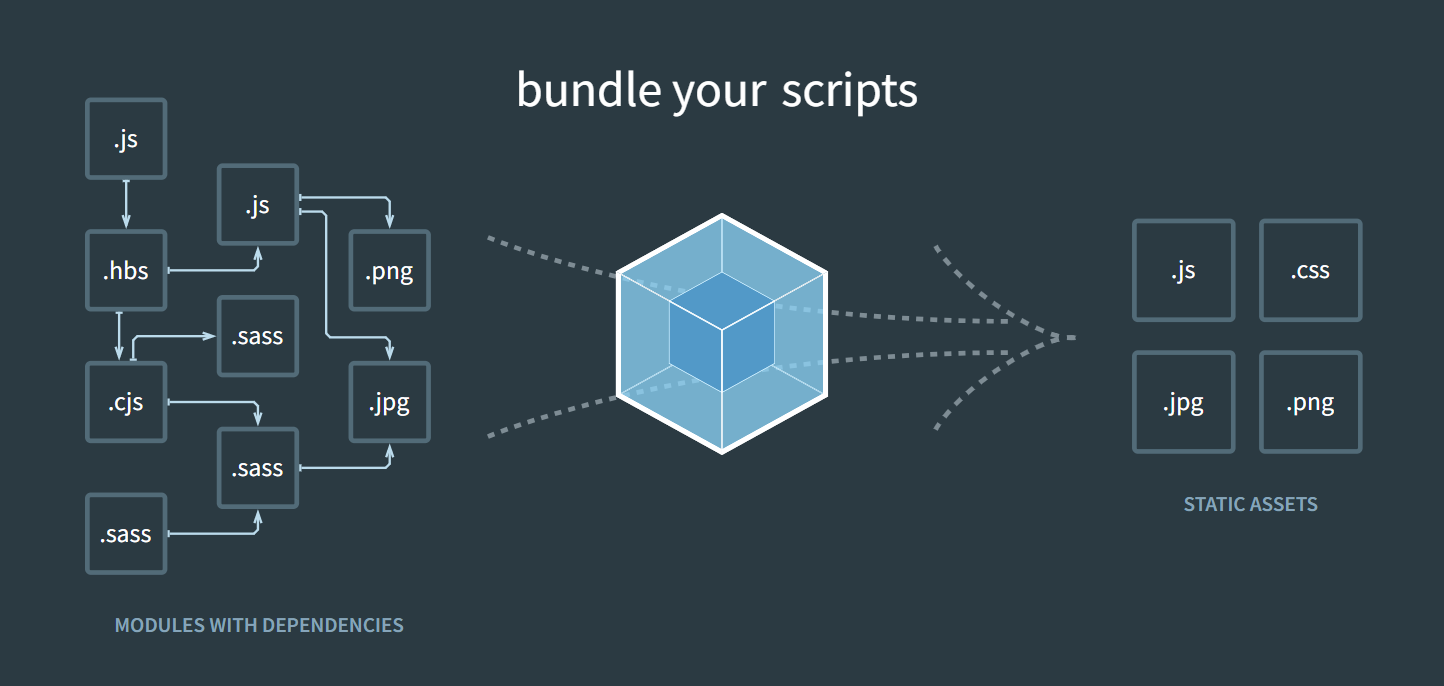 bundle your scripts
.js
.js
.hbs
.png
.sass
.cjs
.jpg
.sass
.sass
MODULES WITH DEPENDENCIES
.js
.css
.jpg
.png
STATIC ASSETS